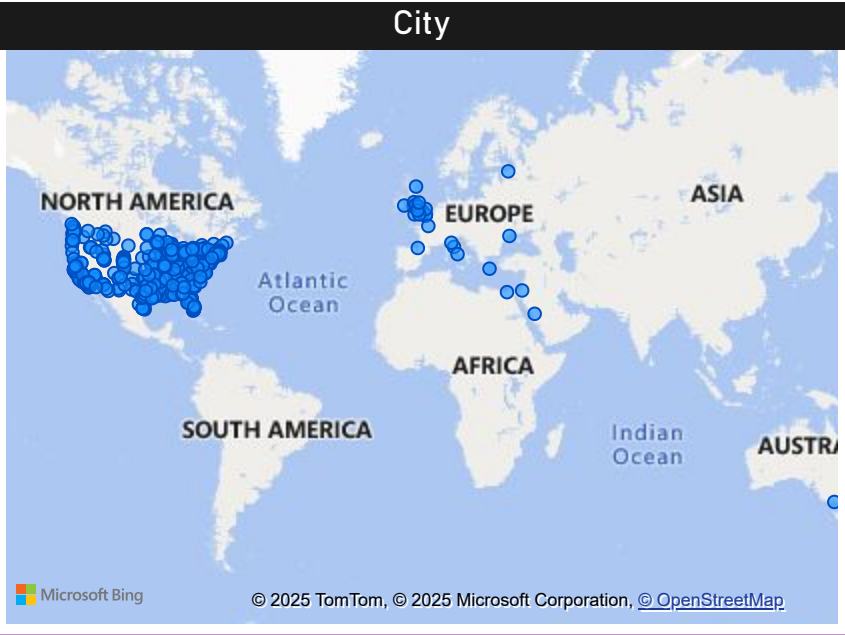 City
NORTH AMERICA
EUROPE
ASIA
Atlantic
Ocean
AFRICA
SOUTH AMERICA
Indian
Ocean
AUSTRA
Microsoft Bing
© 2025 TomTom, © 2025 Microsoft Corporation, © OpenStreetMap